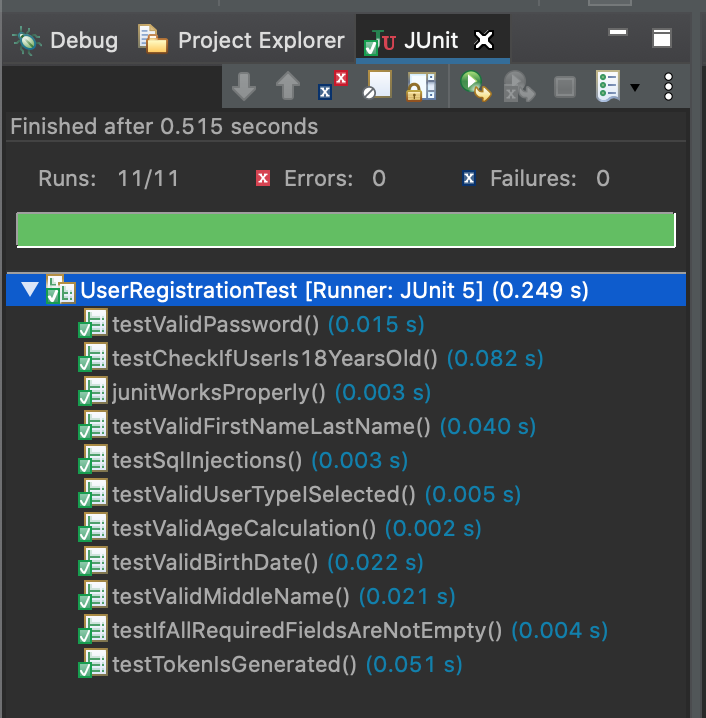 Debug Project Explorer JUnit
Finished after 0.515 seconds
Runs: 11/11 Errors: 0 Failures: 0
UserRegistrationTest [Runner: JUnit 5] (0.249 s)
testValidPassword() (0.015 s)
testCheckIfUserIs18YearsOld() (0.082 s)
junitWorksProperly() (0.003 s)
testValidFirstNameLastName() (0.040 s)
testSqlInjections() (0.003 s)
testValidUserTypeISelected() (0.005 s)
testValidAgeCalculation() (0.002 s)
testValidBirthDate() (0.022 s)
testValidMiddleName() (0.021 s)
testIfAllRequiredFieldsAreNotEmpty() (0.004 s)
testTokenIsGenerated() (0.051 s)